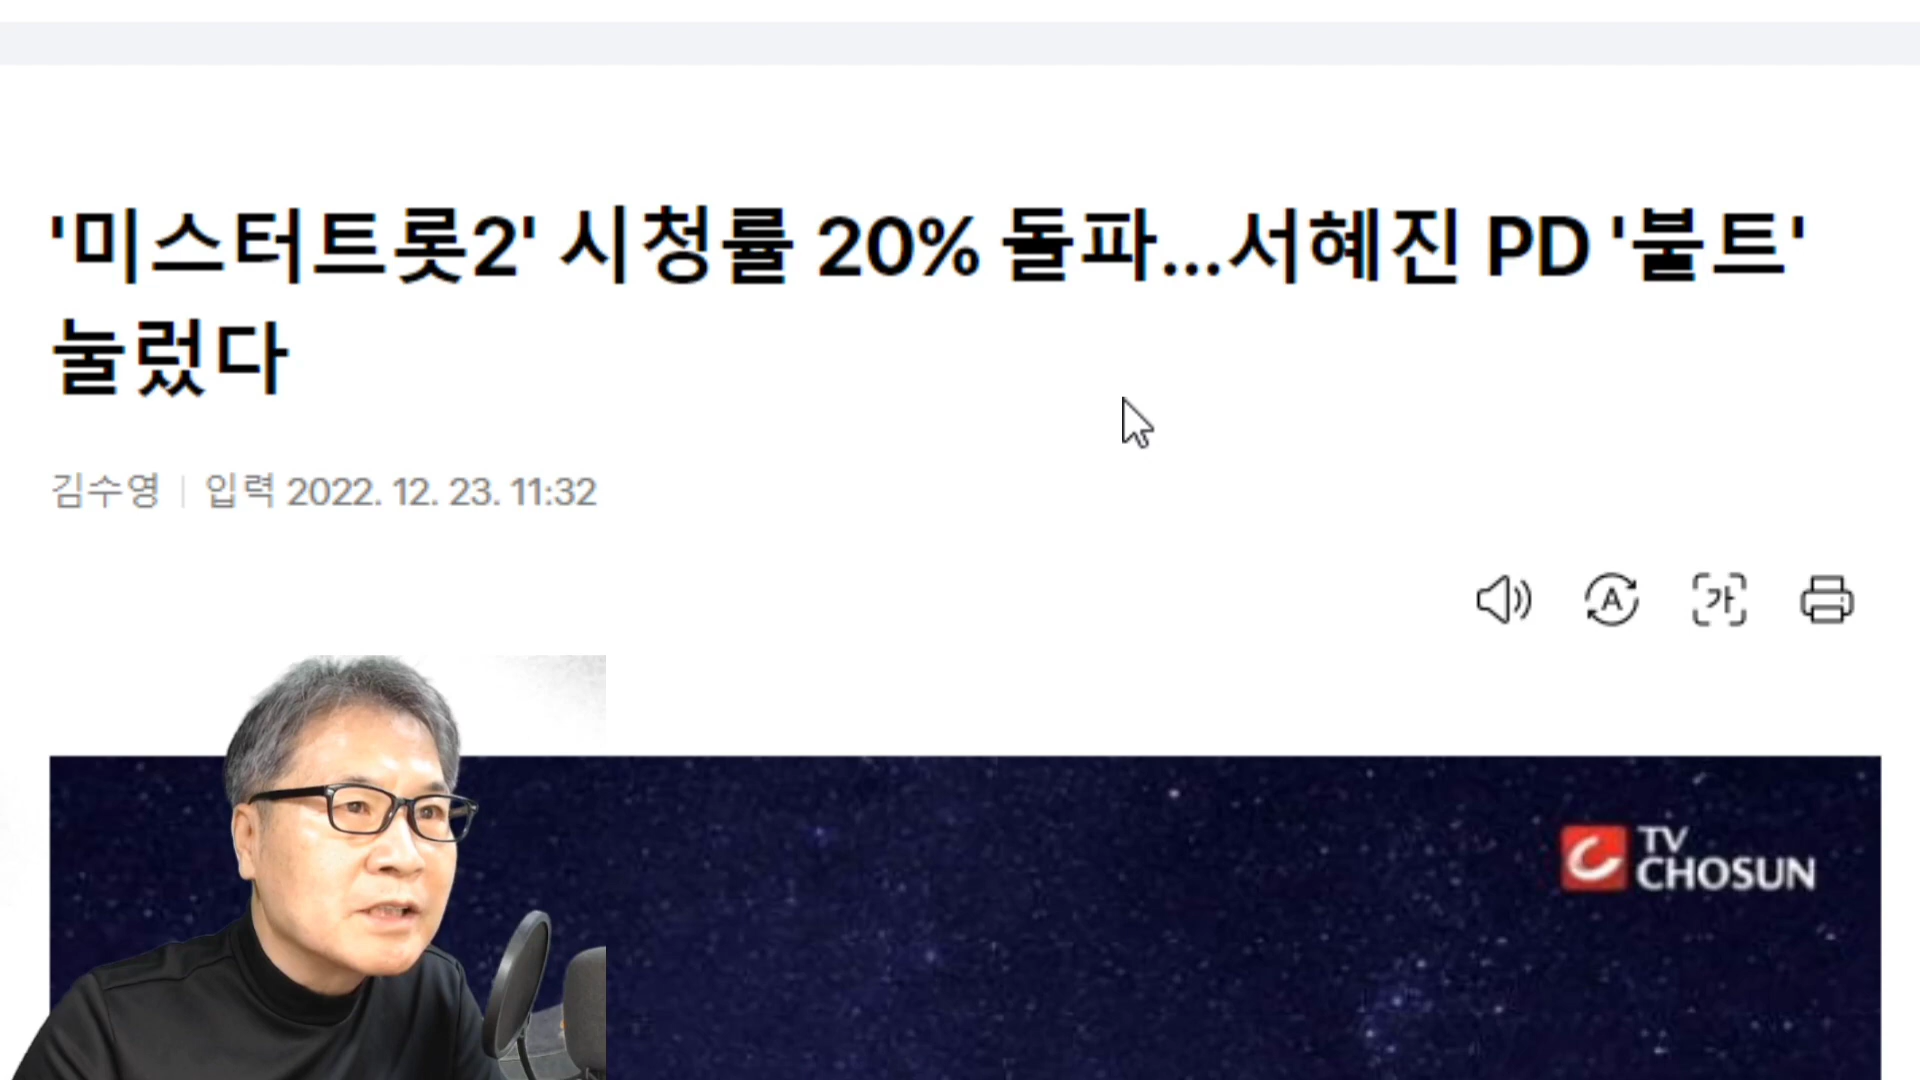 '미스터트롯2' 시청률 20% 돌파...서혜진 PD '불트'
눌렀다
김수영 | 입력 2022. 12. 23. 11:32
A
가
TV
CHOSUN